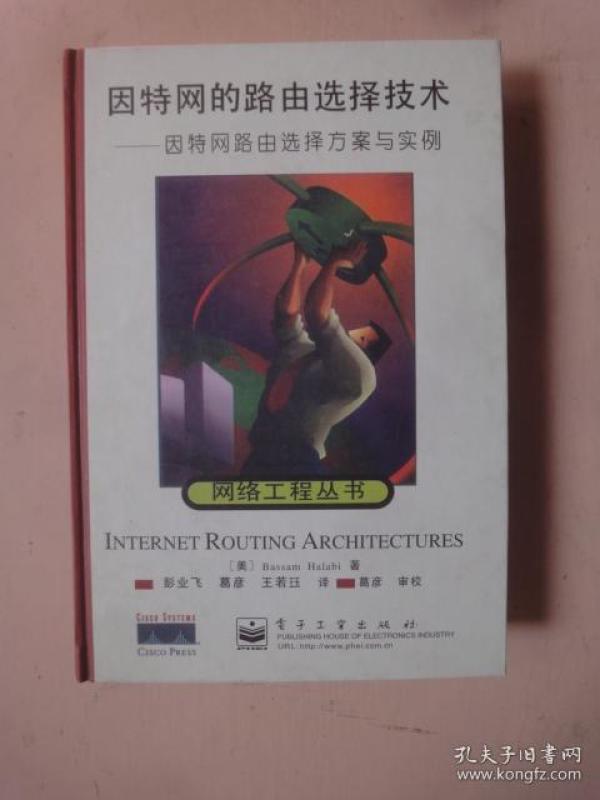 因特网的路由选择技术
——因特网路由选择方案与实例
网络工程丛书
INTERNET ROUTING ARCHITECTURES
[美] Bassam Halabi 著
彭业飞 葛彦 王若珏 译 葛彦 审校
CISCO SYSTEMS
CISCO PRESS
电子工业出版社
PUBLISHING HOUSE OF ELECTRONICS INDUSTRY
URL:http://www.phei.com.cn
孔夫子旧書网
www.kongfz.com